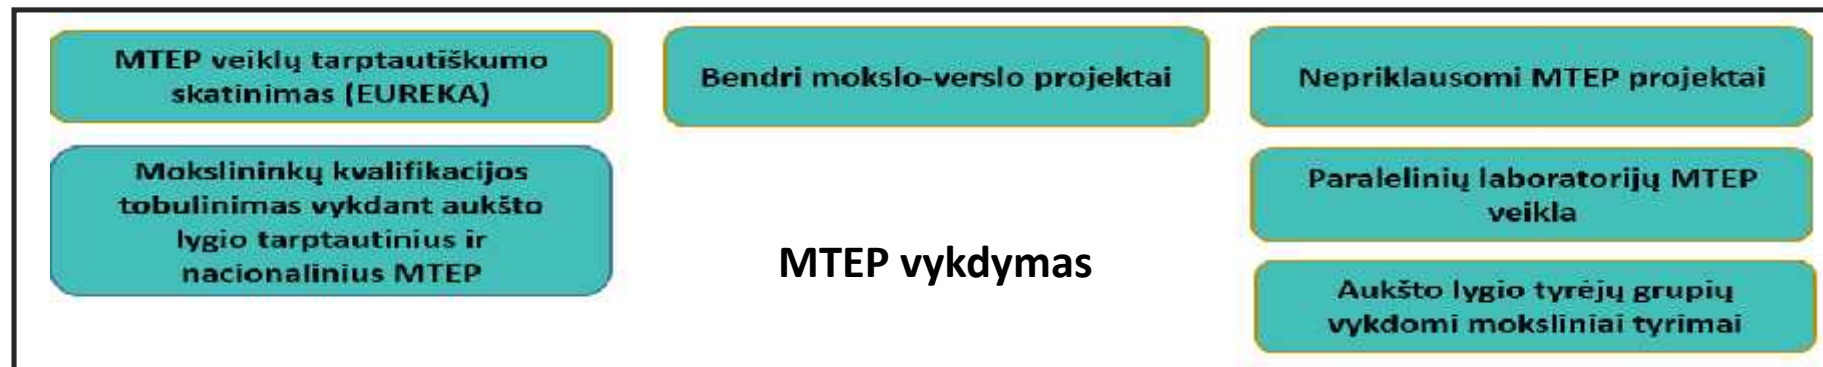 MTEP veiklų tarptautiškumo
skatinimas (EUREKA)
Mokslininkų kvalifikacijos
tobulinimas vykdant aukšto
lygio tarptautinius ir
nacionalinius MTEP
Bendri mokslo-verslo projektai
MTEP vykdymas
Nepriklausomi MTEP projektai
Paralelinių laboratorijų MTEP
veikla
Aukšto lygio tyrėjų grupių
vykdomi moksliniai tyrimai